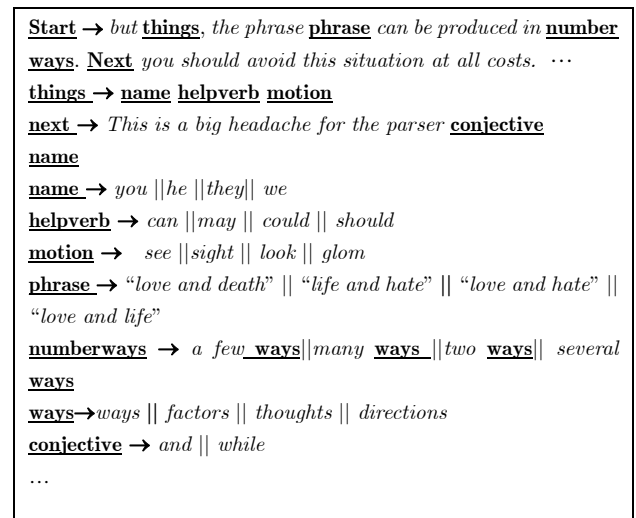 Start → but things, the phrase phrase can be produced in number
ways. Next you should avoid this situation at all costs. ⋯
things → name helpverb motion
next → This is a big headache for the parser conjective
name
name → you ||he ||they|| we
helpverb → can ||may || could || should
motion → see ||sight || look || glom
phrase → “love and death” || “life and hate” || “love and hate” ||
“love and life”
numberways → a few ways||many ways ||two ways|| several
ways
ways→ways || factors || thoughts || directions
conjective → and || while
...